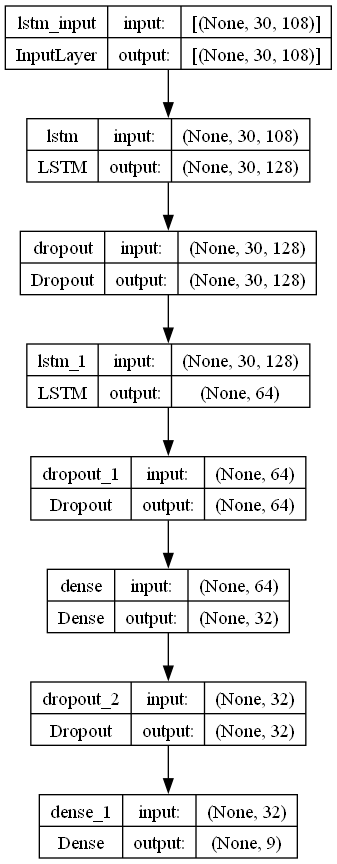 lstm_input input: [(None, 30, 108)]
InputLayer output: [(None, 30, 108)]
lstm input: (None, 30, 108)
LSTM output: (None, 30, 128)
dropout input: (None, 30, 128)
Dropout output: (None, 30, 128)
lstm_1 input: (None, 30, 128)
LSTM output: (None, 64)
dropout_1 input: (None, 64)
Dropout output: (None, 64)
dense input: (None, 64)
Dense output: (None, 32)
dropout_2 input: (None, 32)
Dropout output: (None, 32)
dense_1 input: (None, 32)
Dense output: (None, 9)